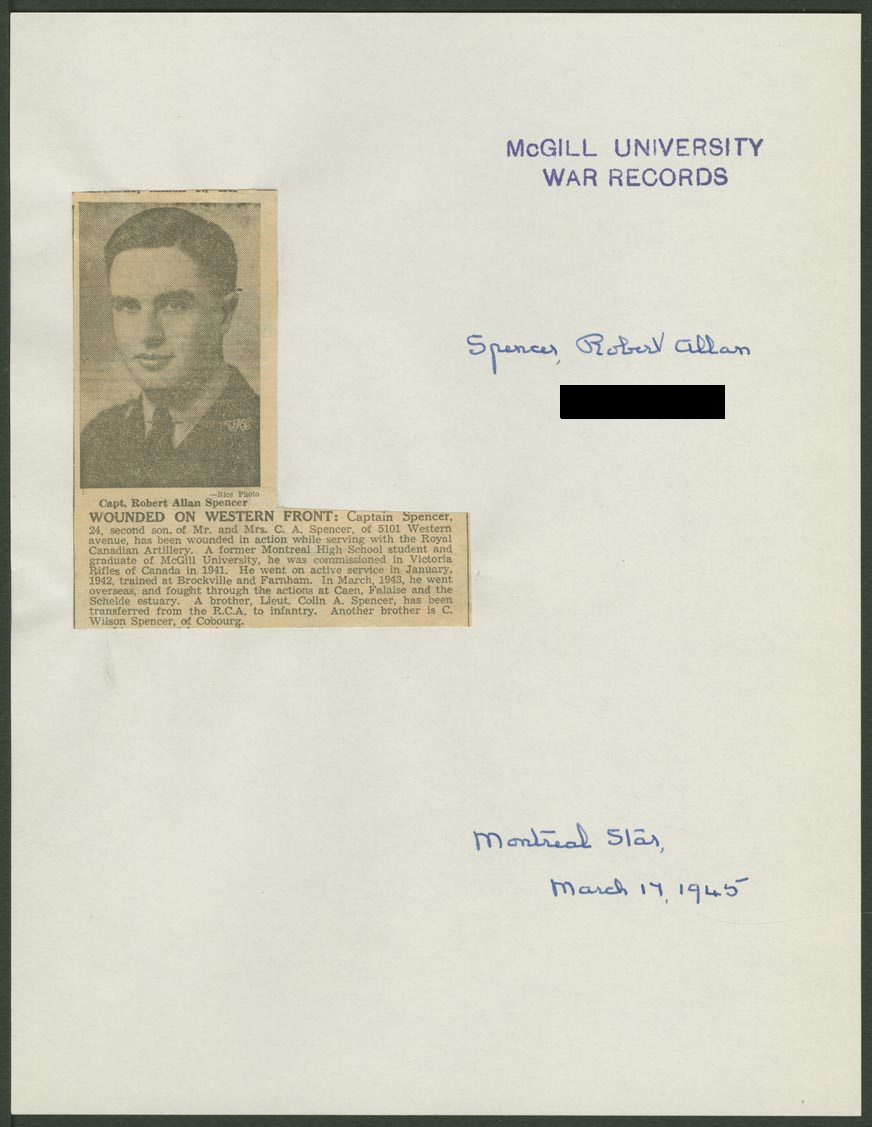 McGILL UNIVERSITY
WAR RECORDS
Spencer, Robert Allan
—Rice Photo
Capt. Robert Allan Spencer
WOUNDED ON WESTERN FRONT: Captain Spencer,
24, second son of Mr. and Mrs. C. A. Spencer, of 5101 Western
avenue, has been wounded in action while serving with the Royal
Canadian Artillery. A former Montreal High School student and
graduate of McGill University, he was commissioned in Victoria
Rifles of Canada in 1941. He went on active service in January,
1942, trained at Brockville and Farnham. In March, 1943, he went
overseas, and fought through the actions at Caen, Falaise and the
Schelde estuary. A brother, Lieut. Colin A. Spencer, has been
transferred from the R.C.A. to infantry. Another brother is C.
Wilson Spencer, of Cobourg.
Montreal Star,
March 17, 1945